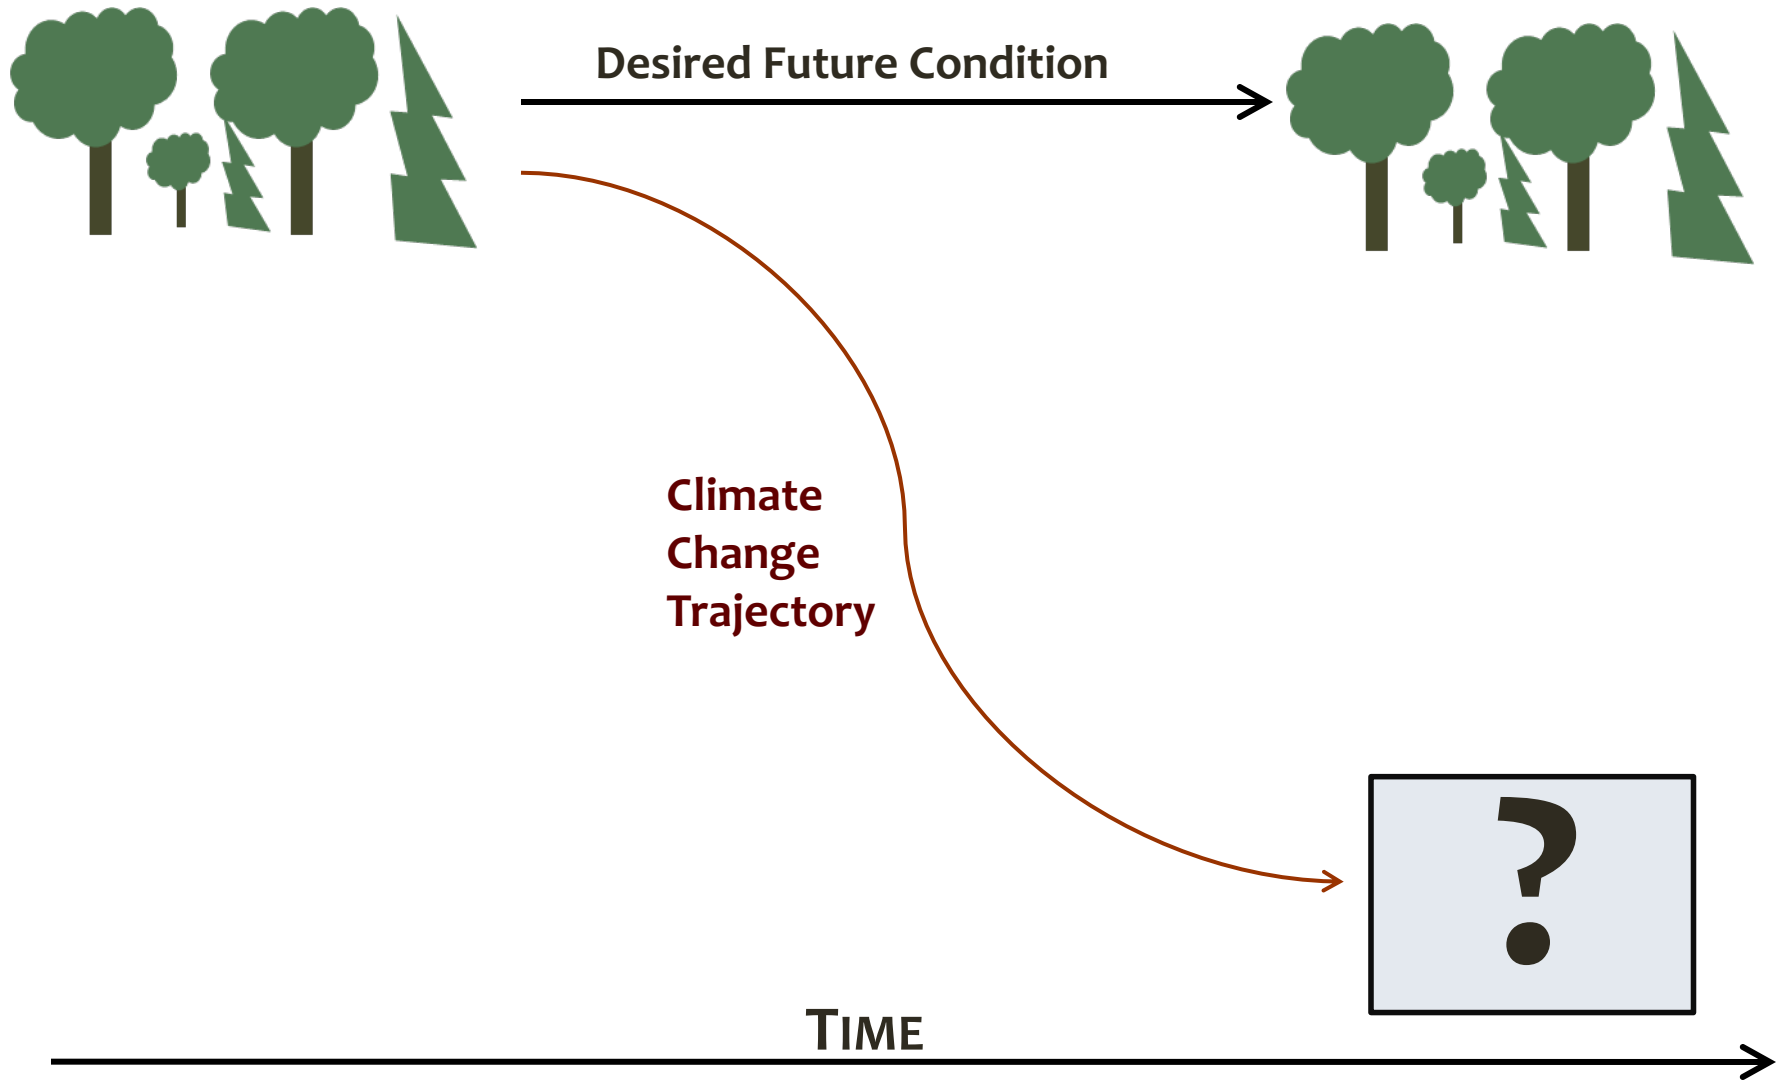 Desired Future Condition
Climate
Change
Trajectory
?
TIME